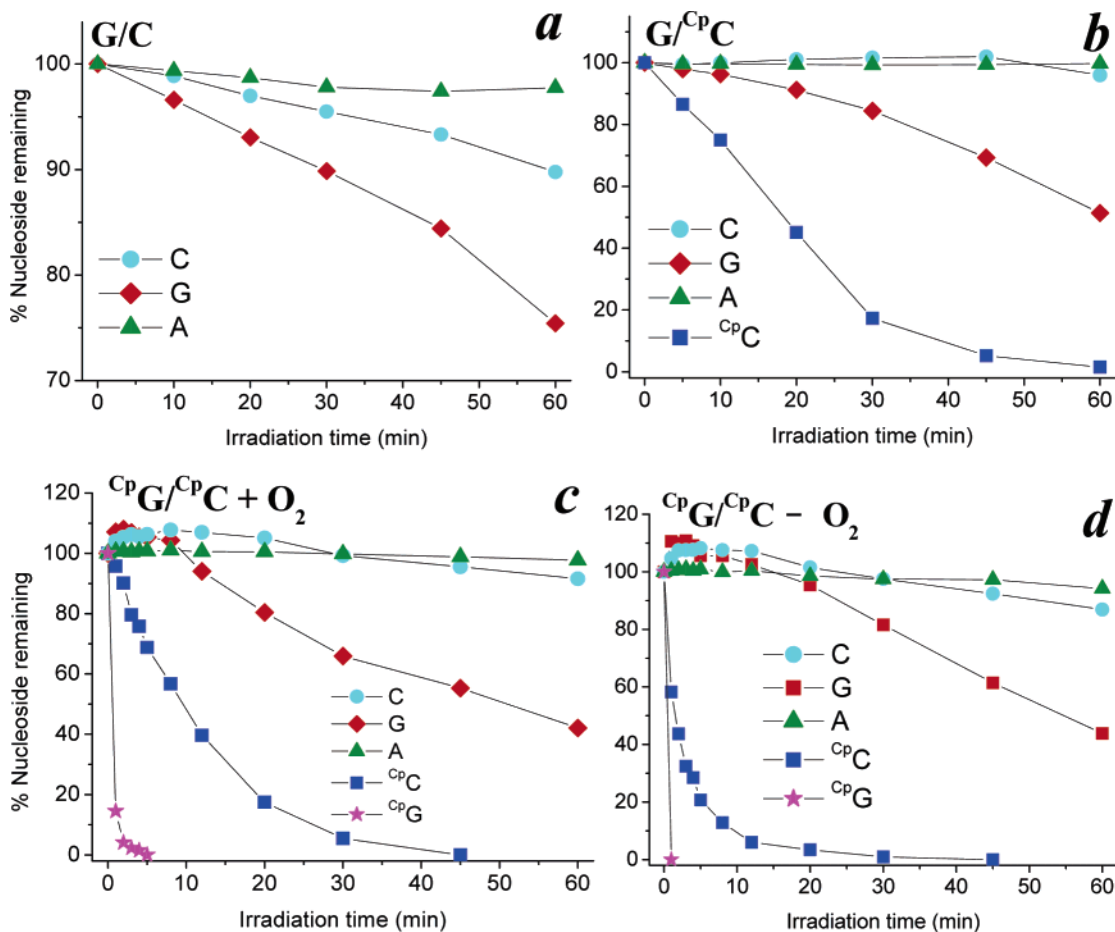 G/C
a
% Nucleoside remaining
100
90
80
70
C
G
A
0 10 20 30 40 50 60
Irradiation time (min)
G/CpC
b
100
80
60
40
20
0
C
G
A
CpC
0 10 20 30 40 50 60
Irradiation time (min)
CpG/CpC + O2
c
% Nucleoside remaining
120
100
80
60
40
20
0
C
G
A
CpC
CpG
0 10 20 30 40 50 60
Irradiation time (min)
CpG/CpC − O2
d
120
100
80
60
40
20
0
C
G
A
CpC
CpG
0 10 20 30 40 50 60
Irradiation time (min)